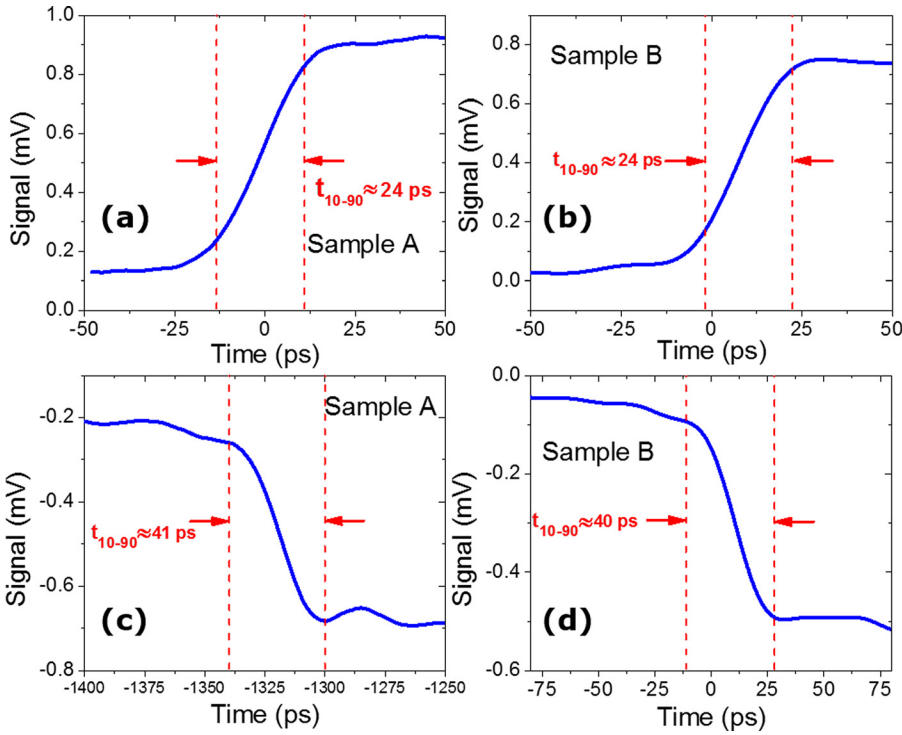 1.0
0.8
0.6
0.4
0.2
0.0
Signal (mV)
-50 -25 0 25 50
Time (ps)
t10-90≈24 ps
(a)
Sample A
0.8
0.6
0.4
0.2
0.0
Signal (mV)
-50 -25 0 25 50
Time (ps)
Sample B
t10-90≈24 ps
(b)
-0.2
-0.4
-0.6
-0.8
Signal (mV)
-1400 -1375 -1350 -1325 -1300 -1275 -1250
Time (ps)
Sample A
t10-90≈41 ps
(c)
0.0
-0.2
-0.4
-0.6
Signal (mV)
-75 -50 -25 0 25 50 75
Time (ps)
Sample B
t10-90≈40 ps
(d)